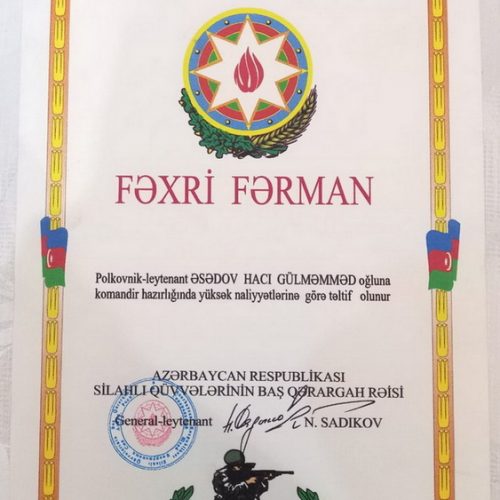 FƏXRİ FƏRMAN
Polkovnik-leytenant ƏSƏDOV HACI GÜLMƏMMƏD oğluna
komandir hazırlığında yüksək naliyyətlərinə görə təltif olunur
AZƏRBAYCAN RESPUBLİKASI
SİLAHLI QÜVVƏLƏRİNİN BAŞ QƏRARGAH RƏİSİ
General-leytenant N. SADIKOV